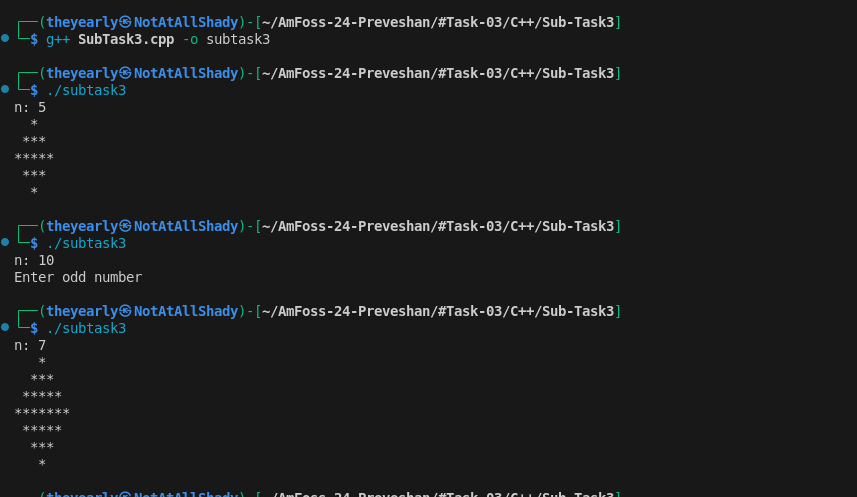 ┌──(theyearly㉿NotAtAllShady)-[~/AmFoss-24-Preveshan/#Task-03/C++/Sub-Task3]
└─$ g++ SubTask3.cpp -o subtask3
┌──(theyearly㉿NotAtAllShady)-[~/AmFoss-24-Preveshan/#Task-03/C++/Sub-Task3]
└─$ ./subtask3
n: 5
  *
 ***
*****
 ***
  *
┌──(theyearly㉿NotAtAllShady)-[~/AmFoss-24-Preveshan/#Task-03/C++/Sub-Task3]
└─$ ./subtask3
n: 10
Enter odd number
┌──(theyearly㉿NotAtAllShady)-[~/AmFoss-24-Preveshan/#Task-03/C++/Sub-Task3]
└─$ ./subtask3
n: 7
   *
  ***
 *****
*******
 *****
  ***
   *
┌──(theyearly㉿NotAtAllShady)-[~/AmFoss-24-Preveshan/#Task-03/C++/Sub-Task3]